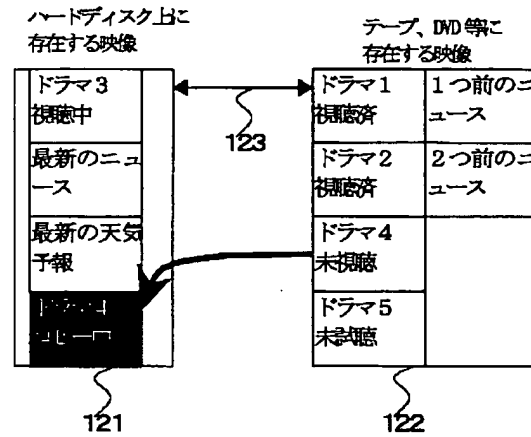 ハードディスク上に
存在する映像
テープ、DVD等に
存在する映像
ドラマ3
視聴中
最新のニュ
ース
最新の天気
予報
123
ドラマ1
視聴済
1つ前のニ
ュース
ドラマ2
視聴済
2つ前のニ
ュース
ドラマ4
未視聴
ドラマ5
未試聴
121
122